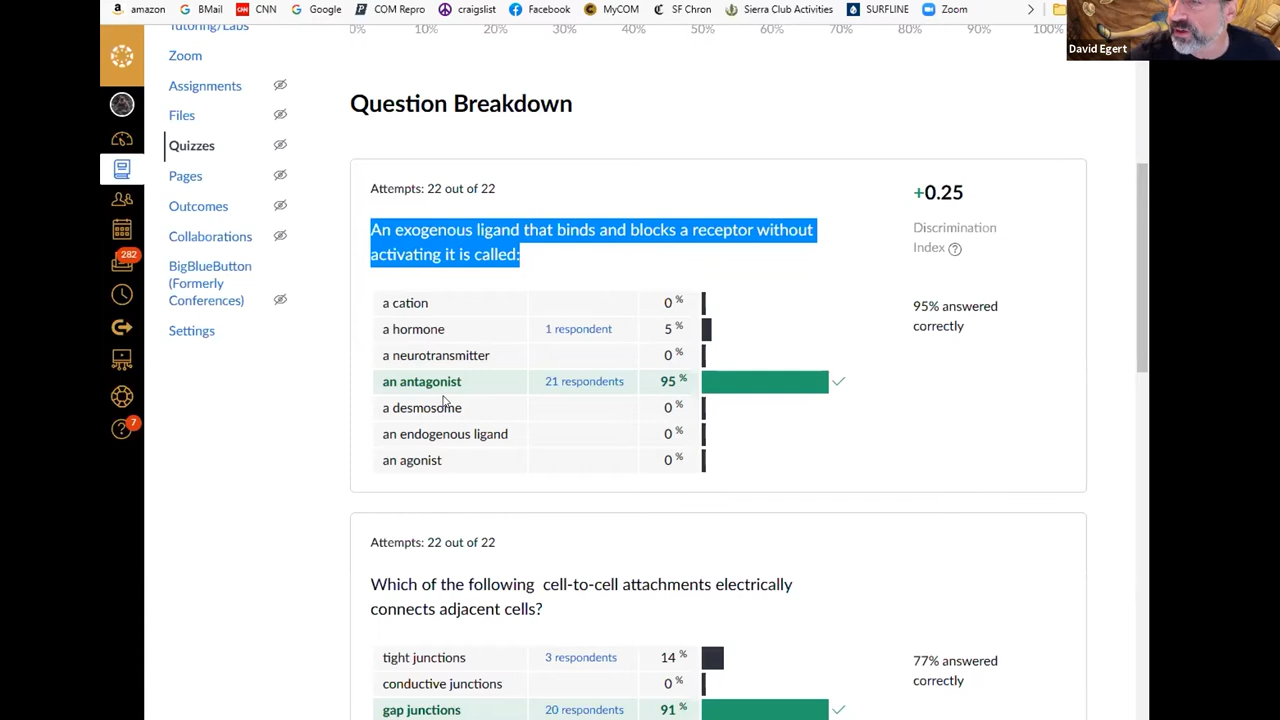 amazon BMail CNN Google COM Repro craigslist Facebook MyCOM SF Chron Sierra Club Activities SURFLINE Zoom
David Egert
Tutoring/Labs
Zoom
Assignments
Files
Quizzes
Pages
Outcomes
Collaborations
BigBlueButton
(Formerly
Conferences)
Settings
282
7
0% 10% 20% 30% 40% 50% 60% 70% 80% 90% 100%
Question Breakdown
Attempts: 22 out of 22
+0.25
Discrimination
Index ?
An exogenous ligand that binds and blocks a receptor without
activating it is called:
a cation 0 %
a hormone 1 respondent 5 %
a neurotransmitter 0 %
an antagonist 21 respondents 95 %
a desmosome 0 %
an endogenous ligand 0 %
an agonist 0 %
95% answered
correctly
Attempts: 22 out of 22
Which of the following cell-to-cell attachments electrically
connects adjacent cells?
tight junctions 3 respondents 14 %
conductive junctions 0 %
gap junctions 20 respondents 91 %
77% answered
correctly